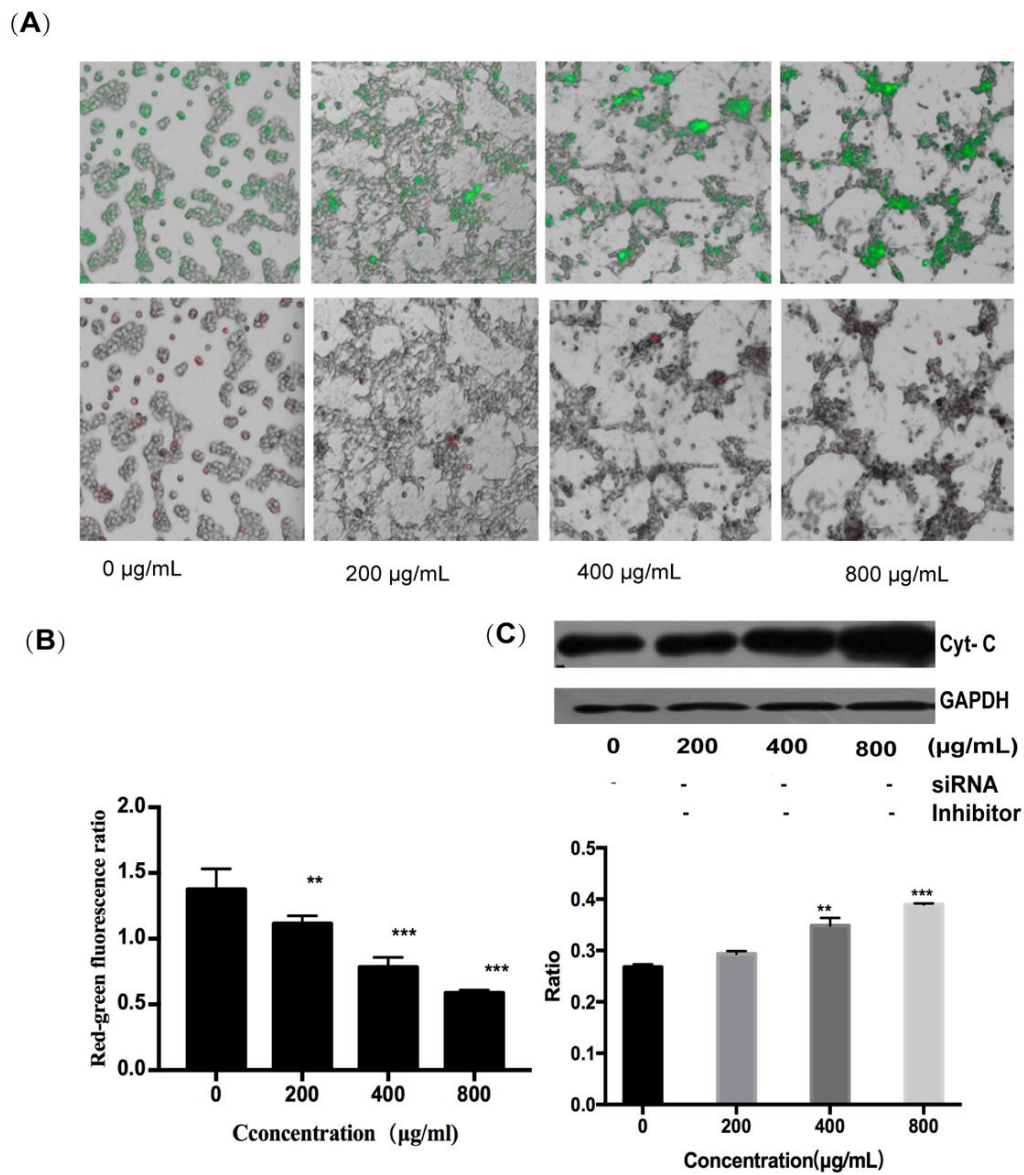 (A)
0 μg/mL 200 μg/mL 400 μg/mL 800 μg/mL
(B)
Red-green fluorescence ratio
2.0
1.5
1.0
0.5
0.0
** *** ***
0 200 400 800
Cconcentration (μg/ml)
(C)
Cyt- C
GAPDH
0 200 400 800 (μg/mL)
- - - - siRNA
- - - Inhibitor
Ratio
0.5
0.4
0.3
0.2
0.1
0.0
** ***
0 200 400 800
Concentration(μg/mL)